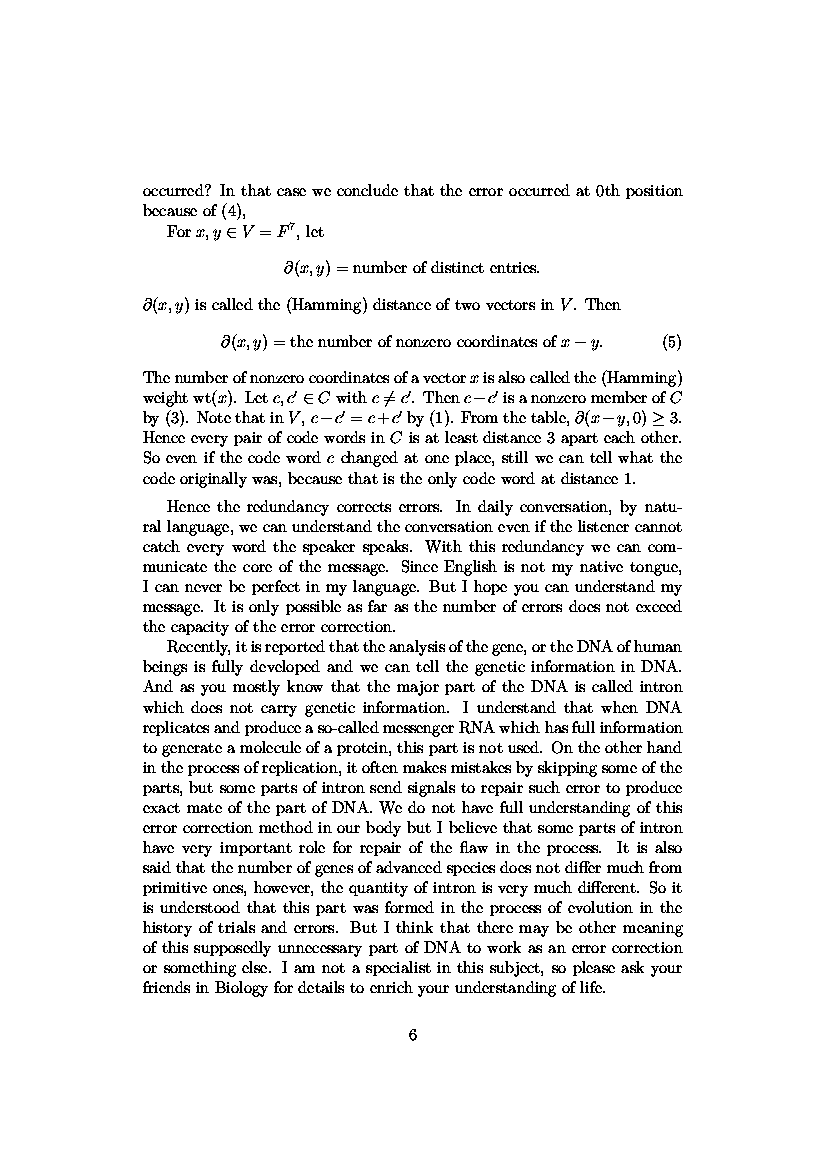 occurred? In that case we conclude that the error occurred at 0th position
because of (4),
For x, y ∈ V = F⁷, let
∂(x, y) = number of distinct entries.
∂(x, y) is called the (Hamming) distance of two vectors in V. Then
∂(x, y) = the number of nonzero coordinates of x − y. (5)
The number of nonzero coordinates of a vector x is also called the (Hamming)
weight wt(x). Let c, c′ ∈ C with c ≠ c′. Then c − c′ is a nonzero member of C
by (3). Note that in V, c − c′ = c + c′ by (1). From the table, ∂(x − y, 0) ≥ 3.
Hence every pair of code words in C is at least distance 3 apart each other.
So even if the code word c changed at one place, still we can tell what the
code originally was, because that is the only code word at distance 1.
Hence the redundancy corrects errors. In daily conversation, by natu-
ral language, we can understand the conversation even if the listener cannot
catch every word the speaker speaks. With this redundancy we can com-
municate the core of the message. Since English is not my native tongue,
I can never be perfect in my language. But I hope you can understand my
message. It is only possible as far as the number of errors does not exceed
the capacity of the error correction.
Recently, it is reported that the analysis of the gene, or the DNA of human
beings is fully developed and we can tell the genetic information in DNA.
And as you mostly know that the major part of the DNA is called intron
which does not carry genetic information. I understand that when DNA
replicates and produce a so-called messenger RNA which has full information
to generate a molecule of a protein, this part is not used. On the other hand
in the process of replication, it often makes mistakes by skipping some of the
parts, but some parts of intron send signals to repair such error to produce
exact mate of the part of DNA. We do not have full understanding of this
error correction method in our body but I believe that some parts of intron
have very important role for repair of the flaw in the process. It is also
said that the number of genes of advanced species does not differ much from
primitive ones, however, the quantity of intron is very much different. So it
is understood that this part was formed in the process of evolution in the
history of trials and errors. But I think that there may be other meaning
of this supposedly unnecessary part of DNA to work as an error correction
or something else. I am not a specialist in this subject, so please ask your
friends in Biology for details to enrich your understanding of life.
6